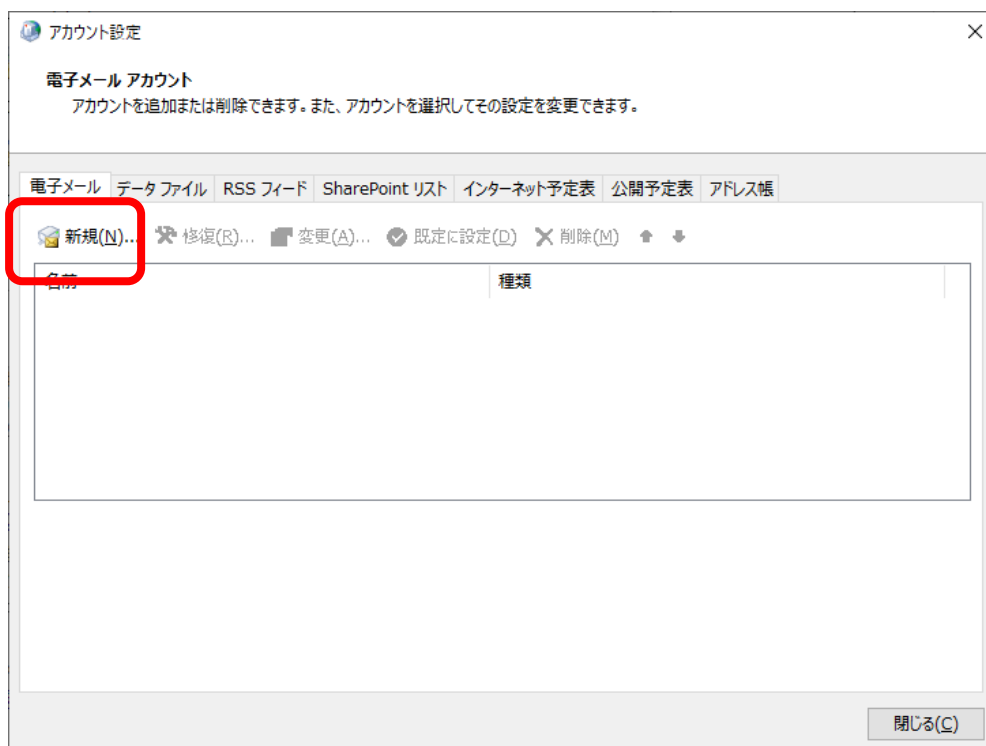 アカウント設定
電子メール アカウント
アカウントを追加または削除できます。また、アカウントを選択してその設定を変更できます。
電子メール データ ファイル RSS フィード SharePoint リスト インターネット予定表 公開予定表 アドレス帳
新規(N)... 修復(R)... 変更(A)... 既定に設定(D) 削除(M)
名前 種類
閉じる(C)